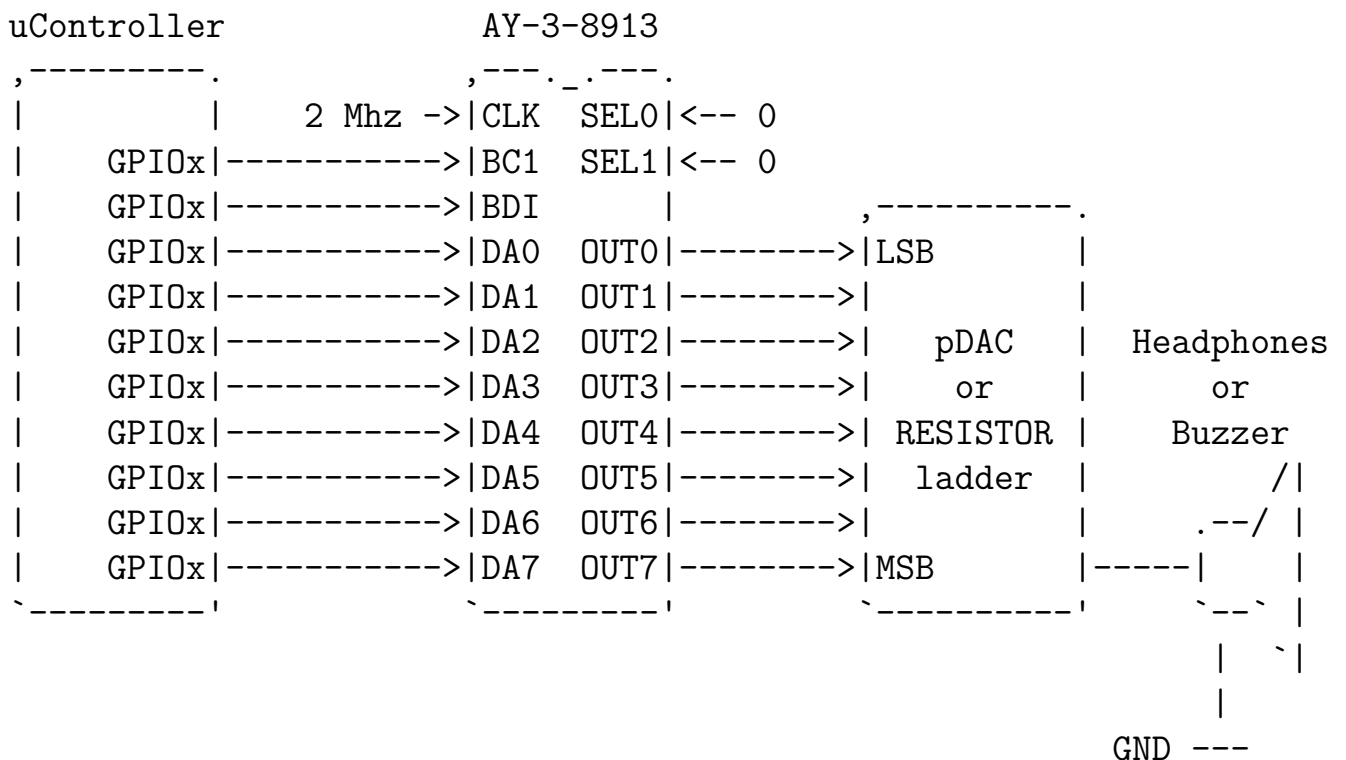 uController              AY-3-8913
,---------.            ,---._.---.
|         |    2 Mhz ->|CLK  SEL0|<-- 0
|    GPIOx|----------->|BC1  SEL1|<-- 0
|    GPIOx|----------->|BDI      |         ,----------.
|    GPIOx|----------->|DA0  OUT0|-------->|LSB       |
|    GPIOx|----------->|DA1  OUT1|-------->|          |
|    GPIOx|----------->|DA2  OUT2|-------->|   pDAC   |  Headphones
|    GPIOx|----------->|DA3  OUT3|-------->|    or    |      or
|    GPIOx|----------->|DA4  OUT4|-------->| RESISTOR |    Buzzer
|    GPIOx|----------->|DA5  OUT5|-------->|  ladder  |         /|
|    GPIOx|----------->|DA6  OUT6|-------->|          |     .--/ |
|    GPIOx|----------->|DA7  OUT7|-------->|MSB       |-----|    |
`---------'            `---------'         `----------'     `--` |
                                                             |  `|
                                                             |
                                                        GND ---